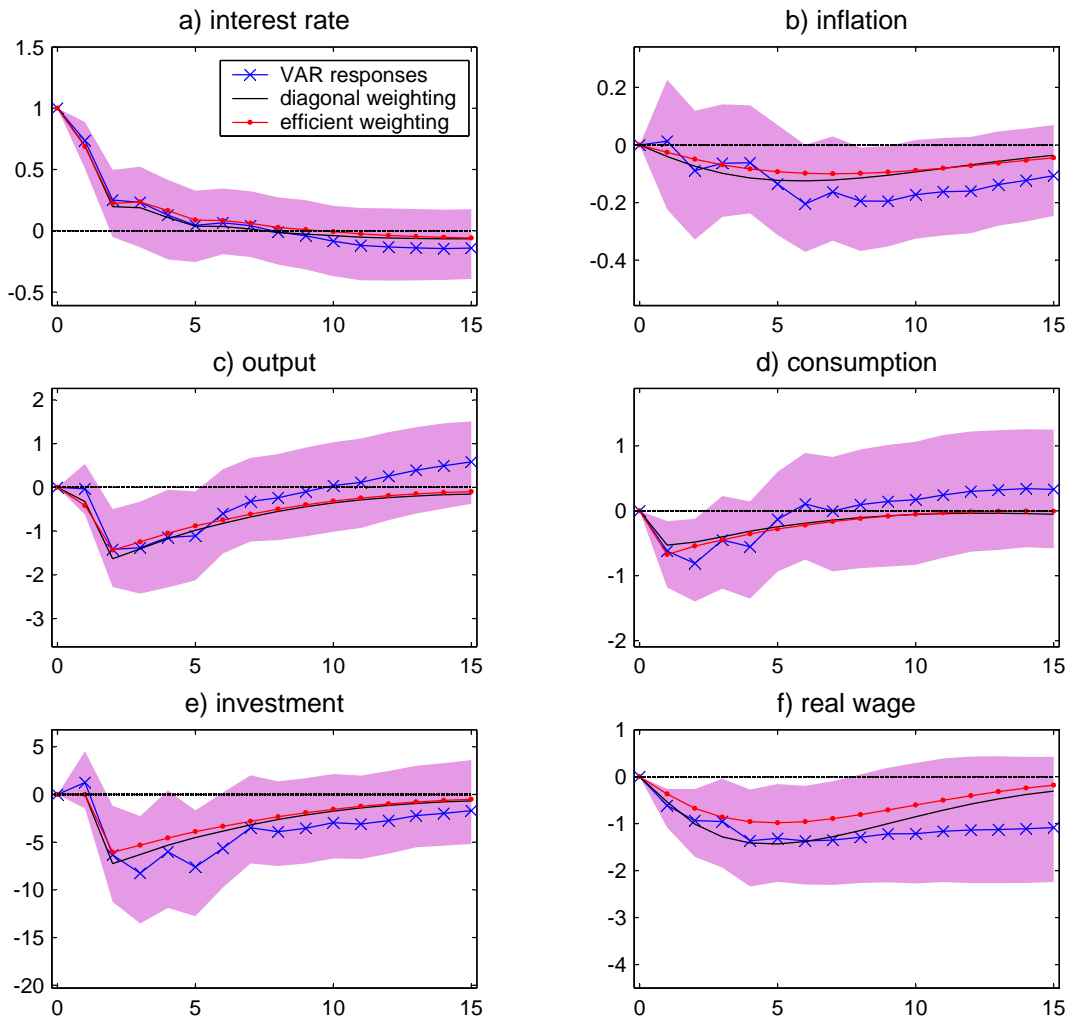 a) interest rate
1.5
1
0.5
0
-0.5
0 5 10 15
VAR responses
diagonal weighting
efficient weighting
b) inflation
0.2
0
-0.2
-0.4
0 5 10 15
c) output
2
1
0
-1
-2
-3
0 5 10 15
d) consumption
1
0
-1
-2
0 5 10 15
e) investment
5
0
-5
-10
-15
-20
0 5 10 15
f) real wage
1
0
-1
-2
-3
-4
0 5 10 15